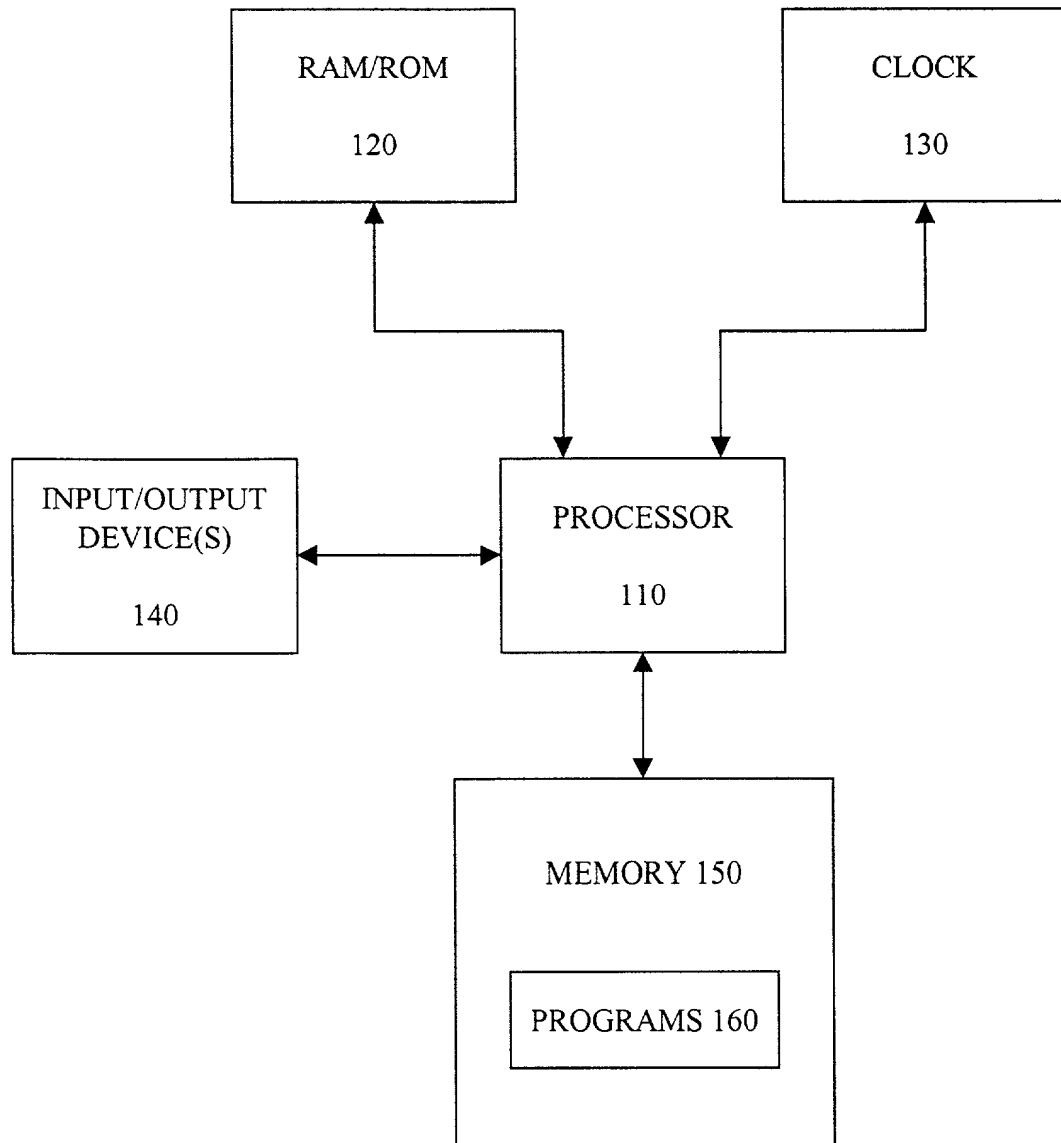 RAM/ROM
120
CLOCK
130
INPUT/OUTPUT
DEVICE(S)
140
PROCESSOR
110
MEMORY 150
PROGRAMS 160